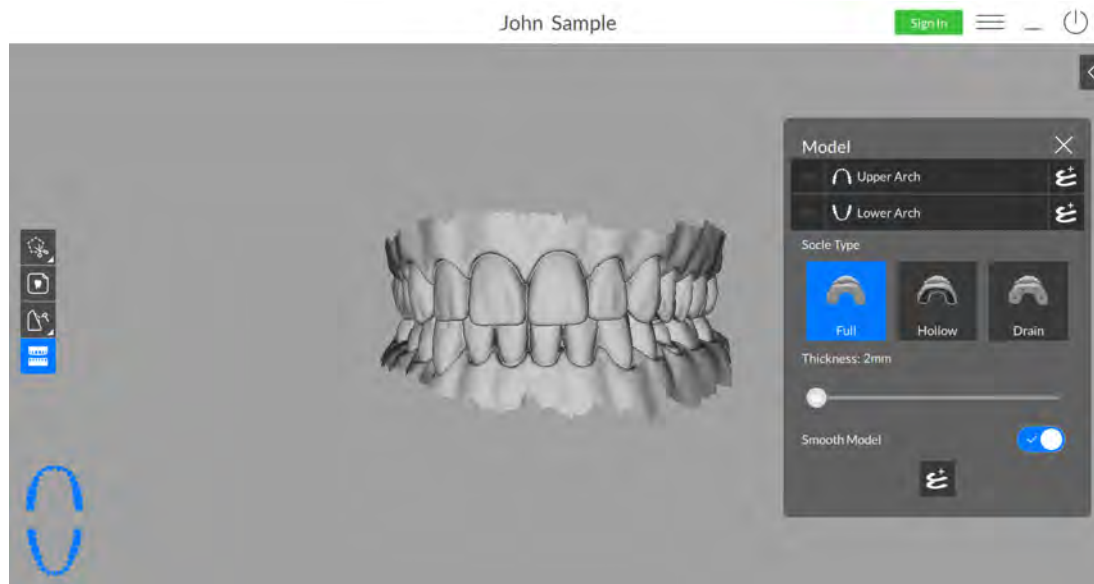 John Sample
Sign In
Model
Upper Arch
Lower Arch
Socle Type
Full Hollow Drain
Thickness: 2mm
Smooth Model